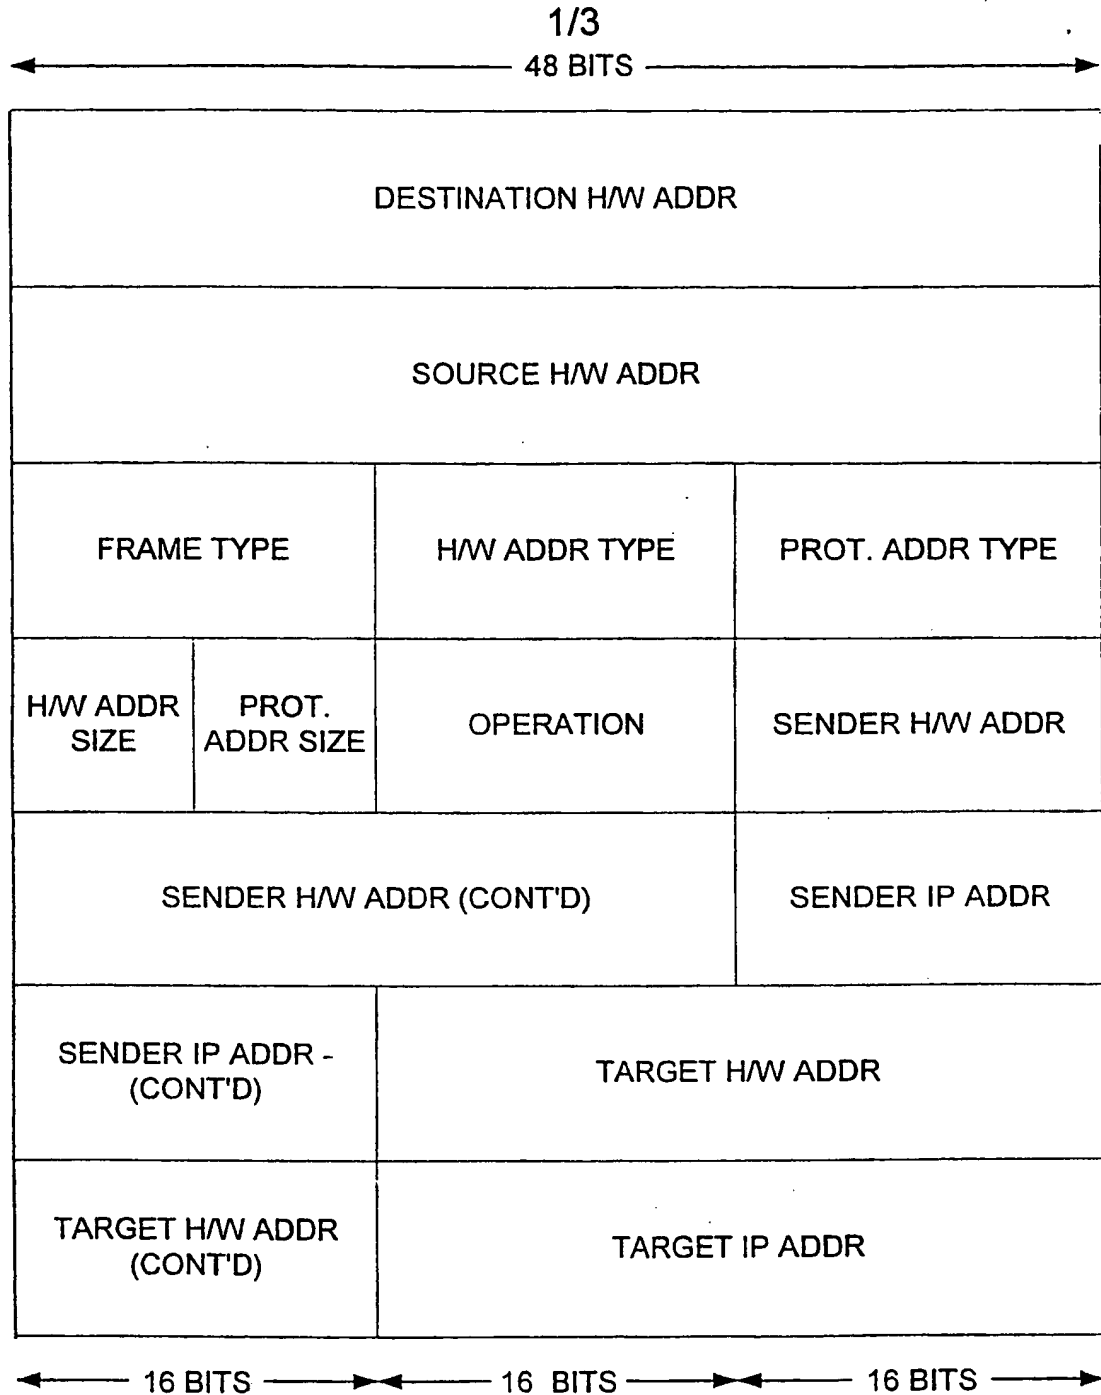 1/3
48 BITS
DESTINATION H/W ADDR
SOURCE H/W ADDR
FRAME TYPE
H/W ADDR TYPE
PROT. ADDR TYPE
H/W ADDR
SIZE
PROT.
ADDR SIZE
OPERATION
SENDER H/W ADDR
SENDER H/W ADDR (CONT'D)
SENDER IP ADDR
SENDER IP ADDR -
(CONT'D)
TARGET H/W ADDR
TARGET H/W ADDR
(CONT'D)
TARGET IP ADDR
16 BITS
16 BITS
16 BITS